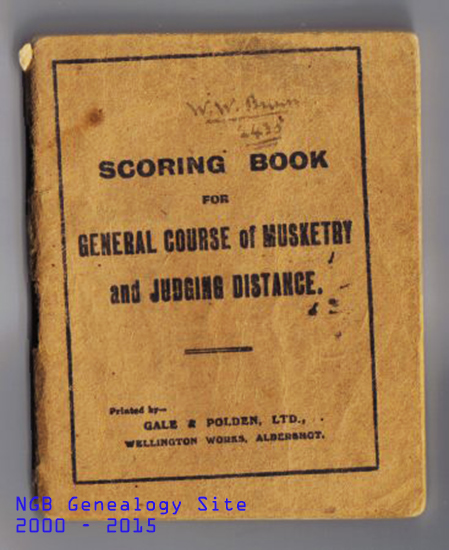 W. W. Bunn
2435
SCORING BOOK
FOR
GENERAL COURSE of MUSKETRY
and JUDGING DISTANCE.
Printed by—
GALE & POLDEN, LTD.,
WELLINGTON WORKS, ALDERSHOT.
NGB Genealogy Site
2000 - 2015